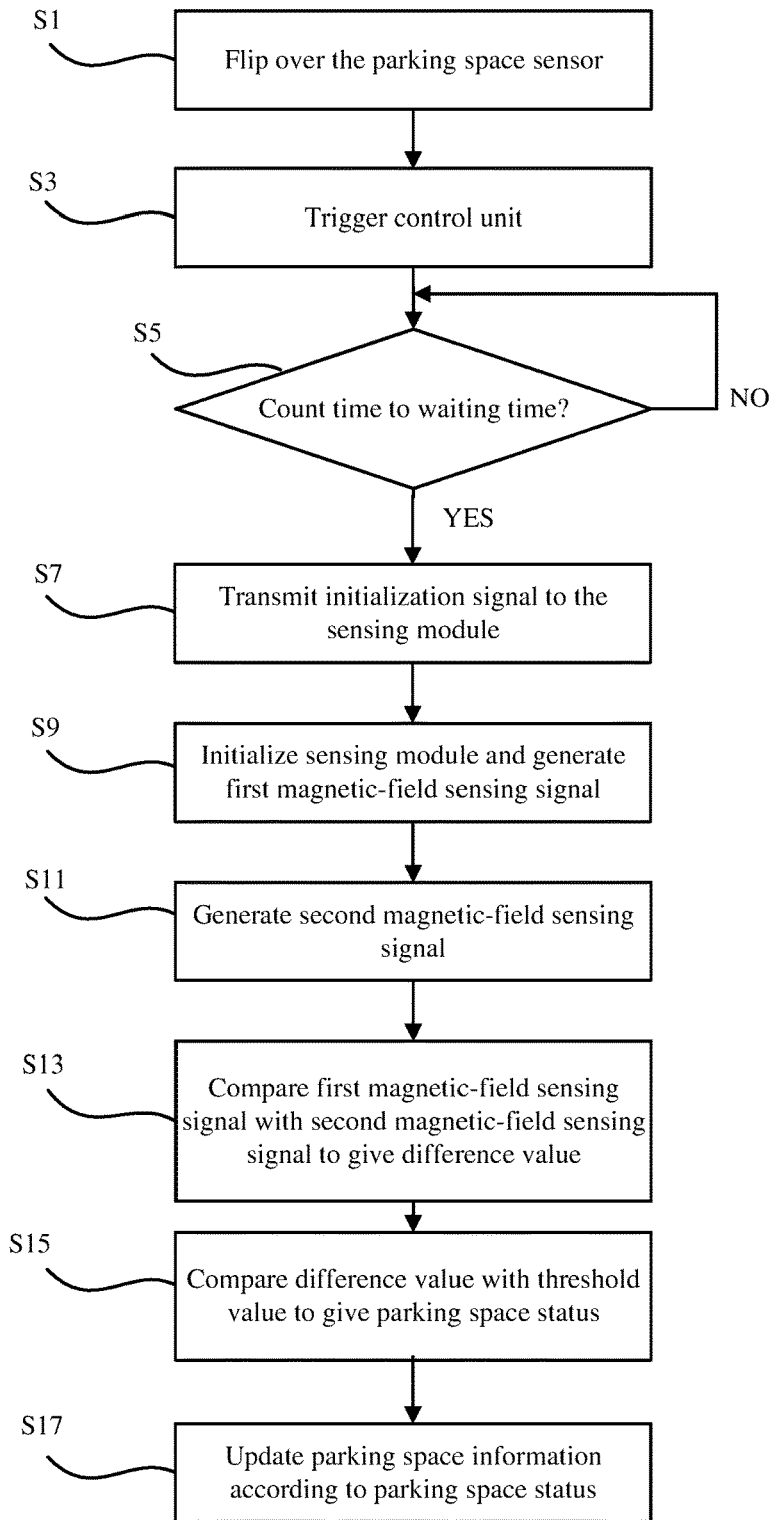 S1
Flip over the parking space sensor
S3
Trigger control unit
S5
Count time to waiting time?
NO
YES
S7
Transmit initialization signal to the
sensing module
S9
Initialize sensing module and generate
first magnetic-field sensing signal
S11
Generate second magnetic-field sensing
signal
S13
Compare first magnetic-field sensing
signal with second magnetic-field sensing
signal to give difference value
S15
Compare difference value with threshold
value to give parking space status
S17
Update parking space information
according to parking space status